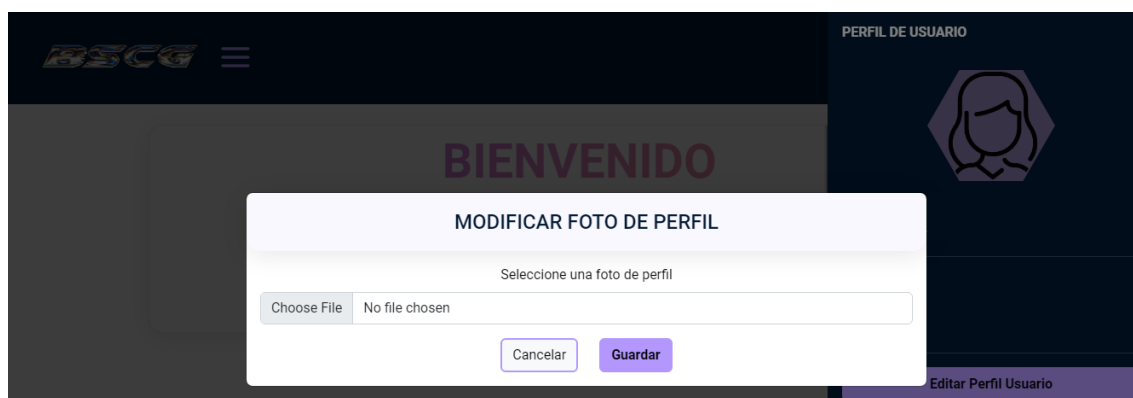 BSCG
PERFIL DE USUARIO
BIENVENIDO
MODIFICAR FOTO DE PERFIL
Seleccione una foto de perfil
Choose File No file chosen
Cancelar Guardar
Editar Perfil Usuario